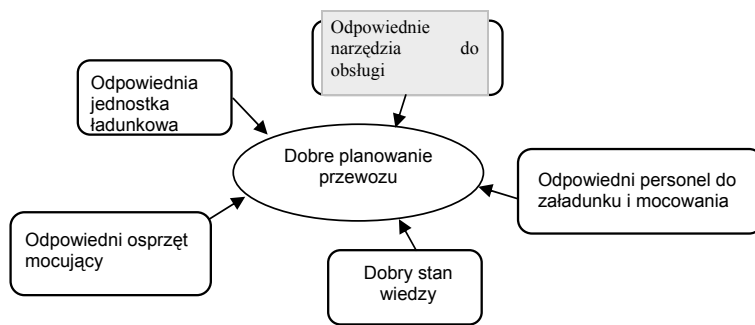 Odpowiednie
narzędzia do
obsługi
Odpowiednia
jednostka
ładunkowa
Dobre planowanie
przewozu
Odpowiedni personel do
załadunku i mocowania
Odpowiedni osprzęt
mocujący
Dobry stan
wiedzy